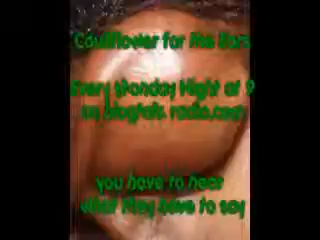 Cauliflower for the Ears
Every Monday Night at 9
on blogtalk radio.com
you have to hear
what they have to say